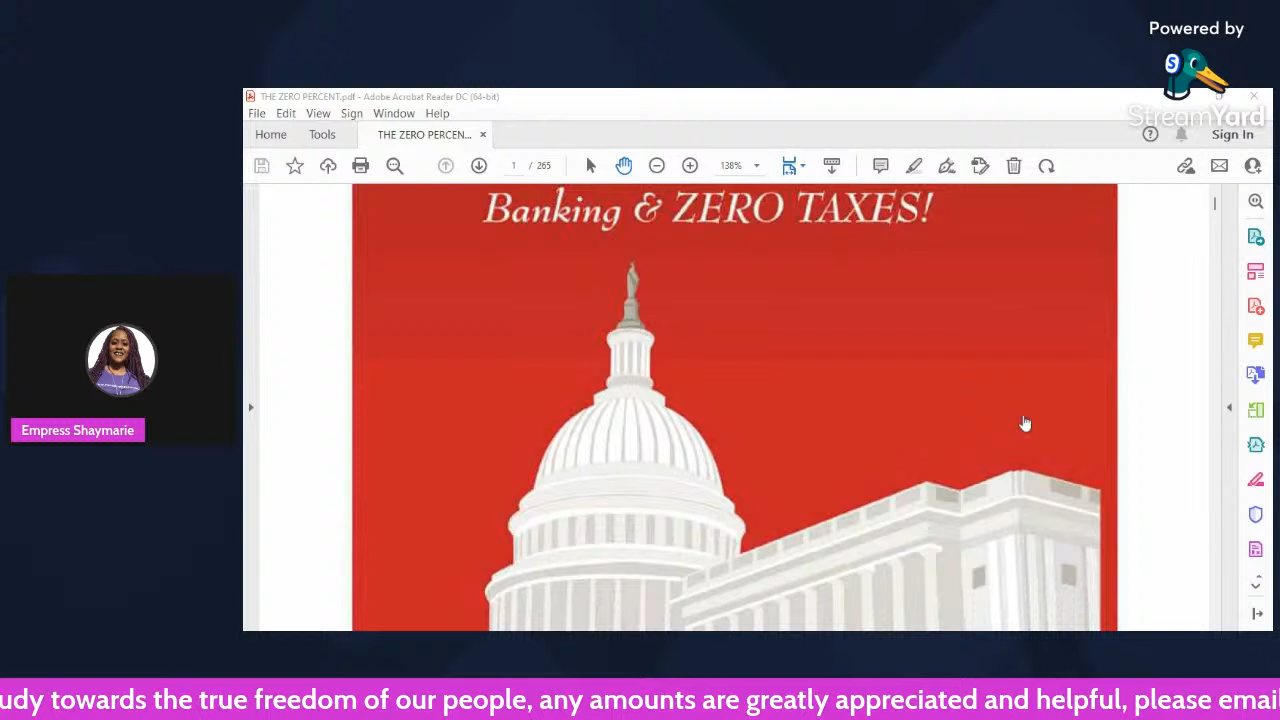 Powered by
StreamYard
THE ZERO PERCENT.pdf - Adobe Acrobat Reader DC (64-bit)
File Edit View Sign Window Help
Home Tools THE ZERO PERCEN... ×
Sign In
1 / 265 138%
Banking & ZERO TAXES!
Empress Shaymarie
udy towards the true freedom of our people, any amounts are greatly appreciated and helpful, please email